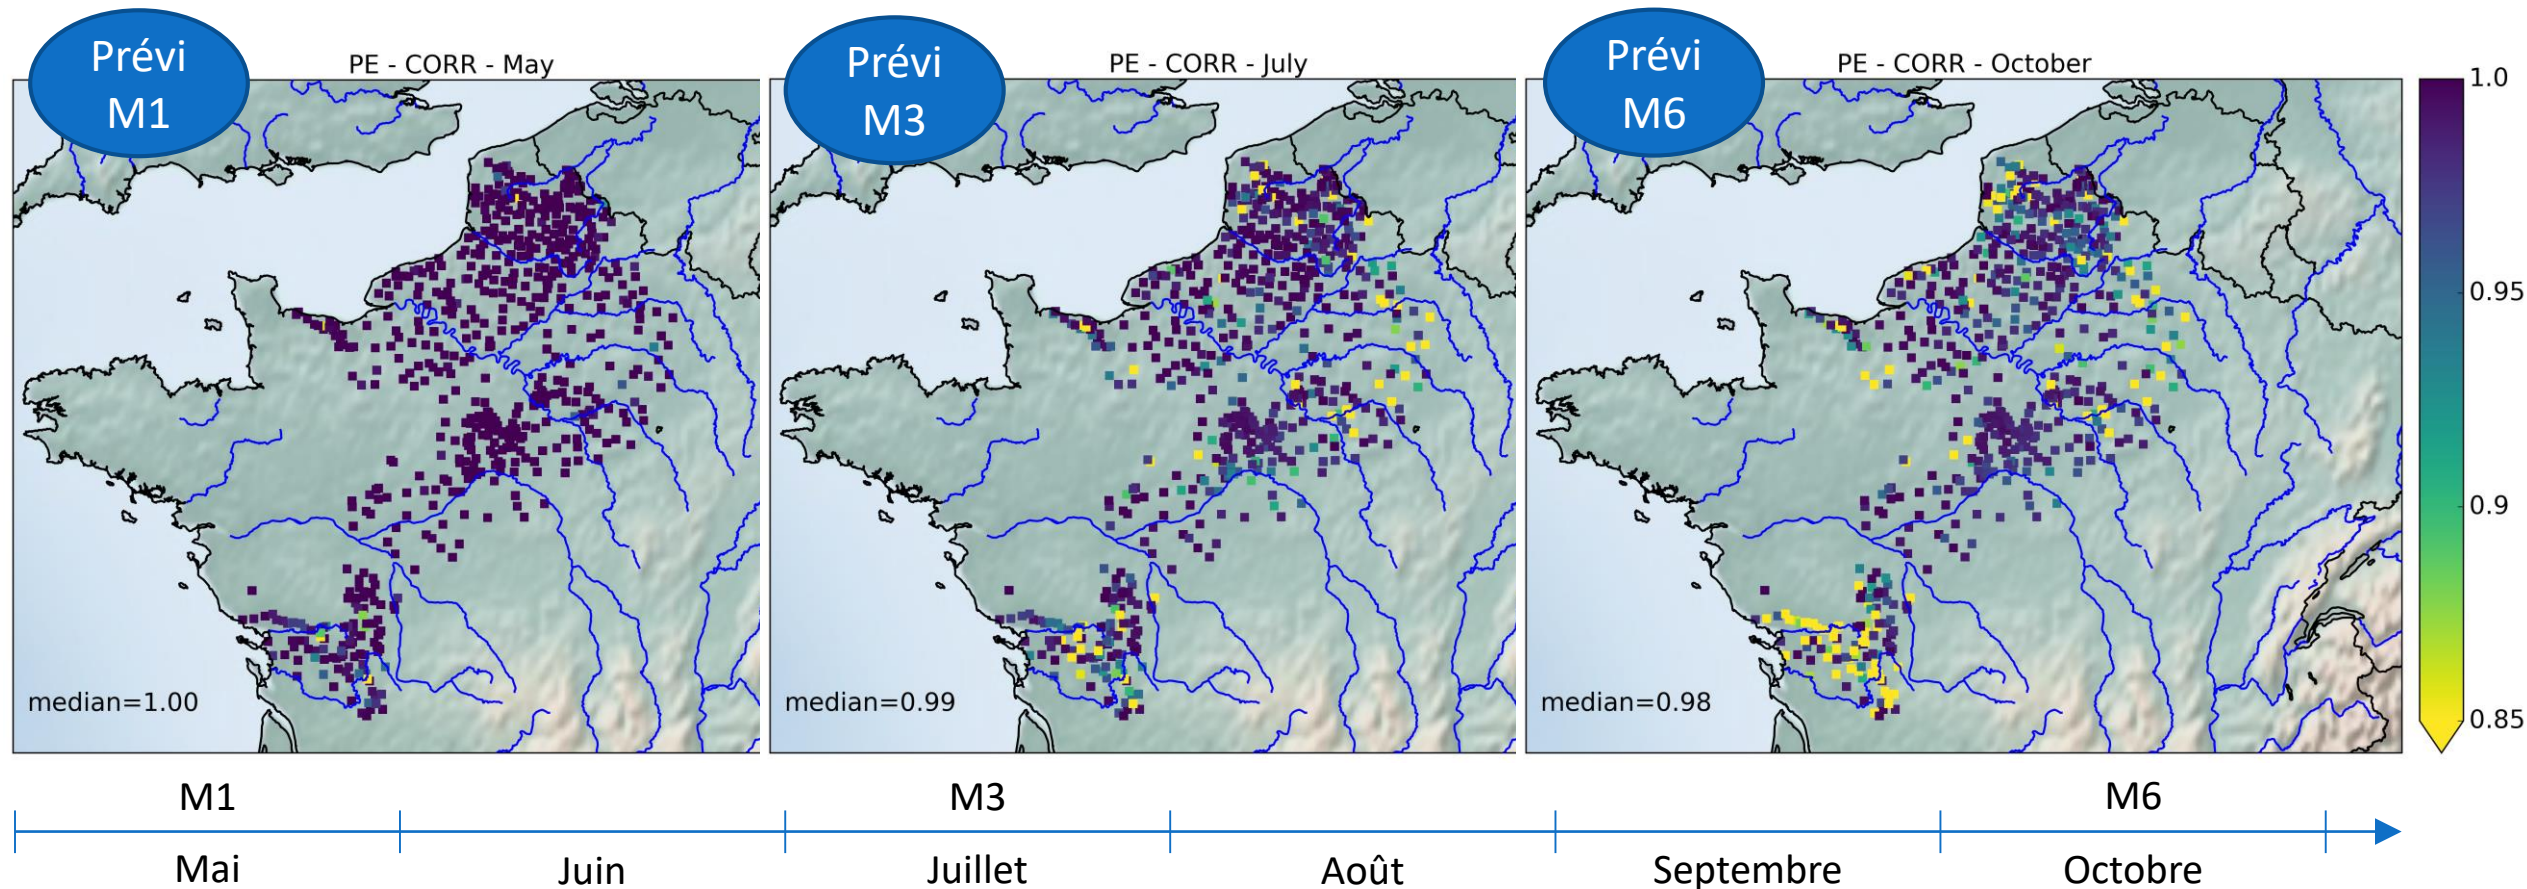 Prévi
M1
PE - CORR - May
Prévi
M3
PE - CORR - July
Prévi
M6
PE - CORR - October
1.0
0.95
0.9
0.85
median=1.00
median=0.99
median=0.98
M1
M3
M6
Mai
Juin
Juillet
Août
Septembre
Octobre